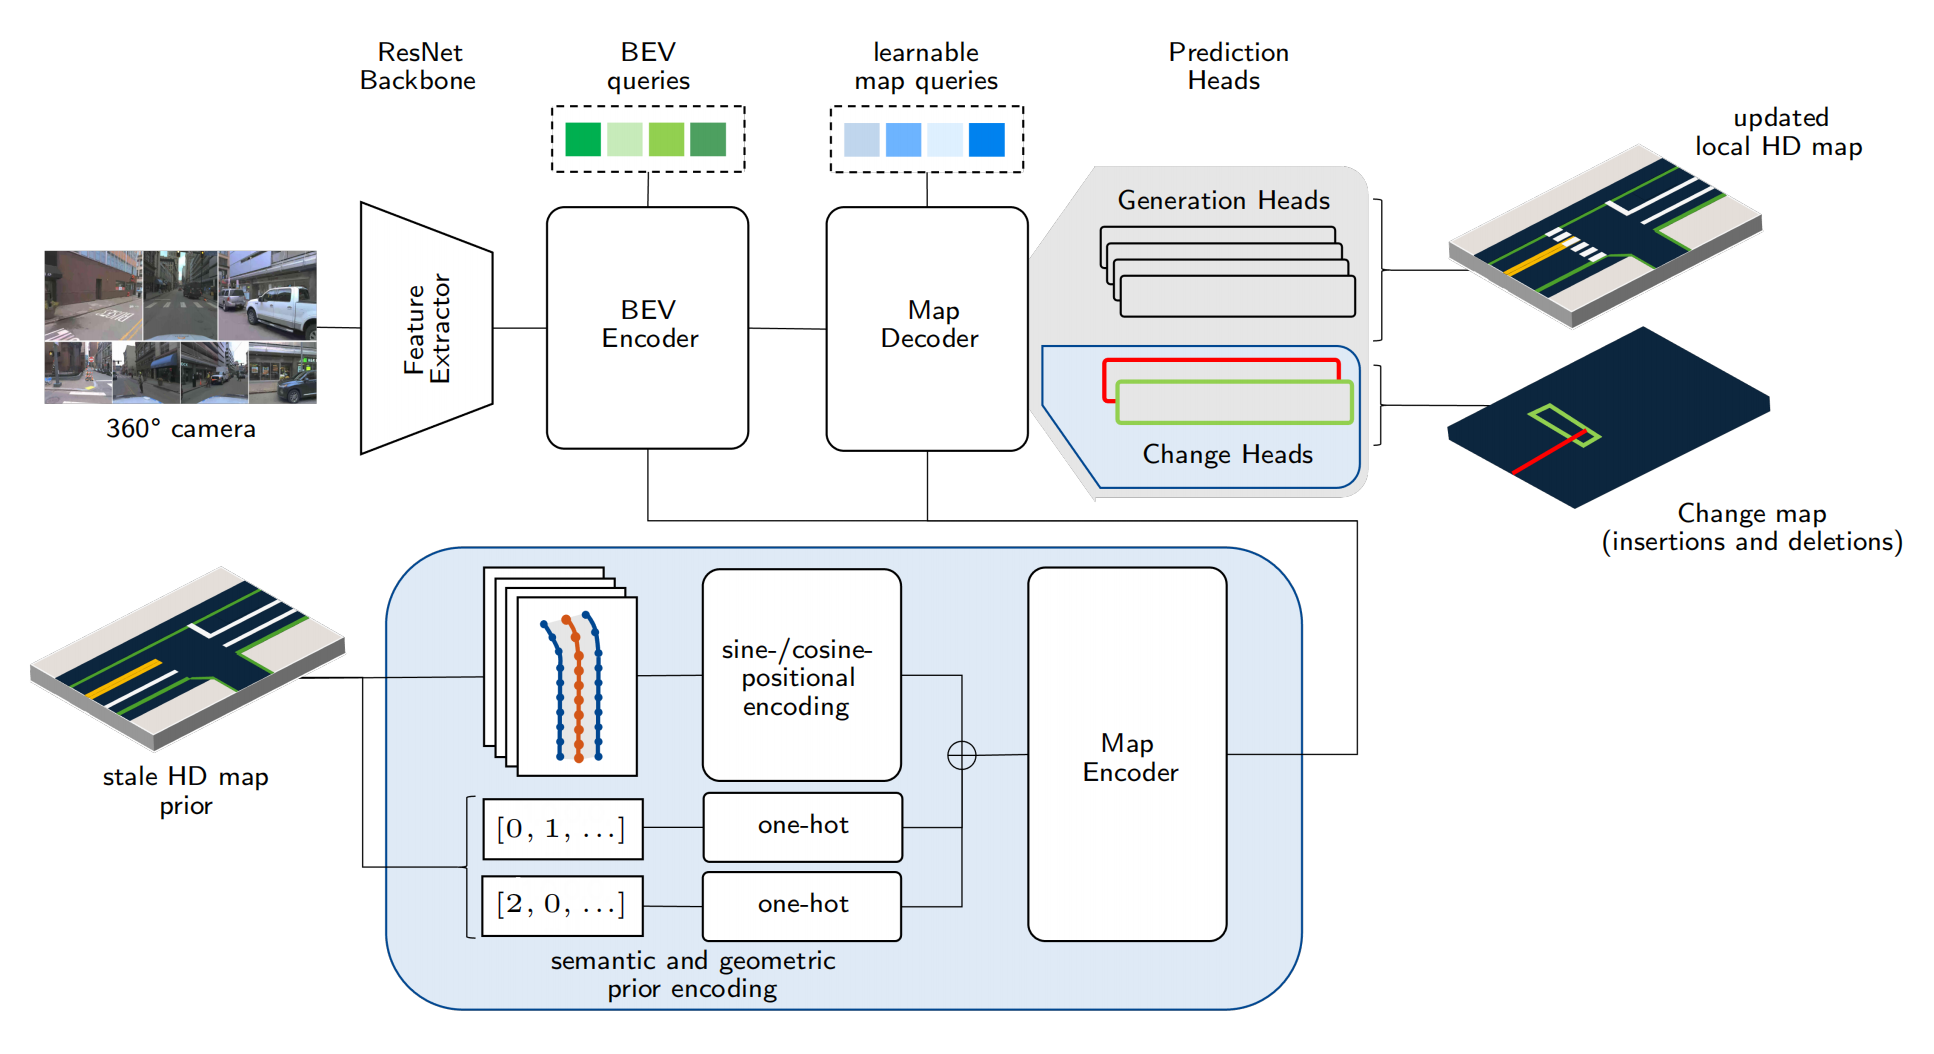 ResNet
Backbone
BEV
queries
learnable
map queries
Prediction
Heads
updated
local HD map
Generation Heads
Feature
Extractor
BEV
Encoder
Map
Decoder
360° camera
Change Heads
Change map
(insertions and deletions)
sine-/cosine-
positional
encoding
Map
Encoder
stale HD map
prior
[0, 1, ...]
one-hot
[2, 0, ...]
one-hot
semantic and geometric
prior encoding